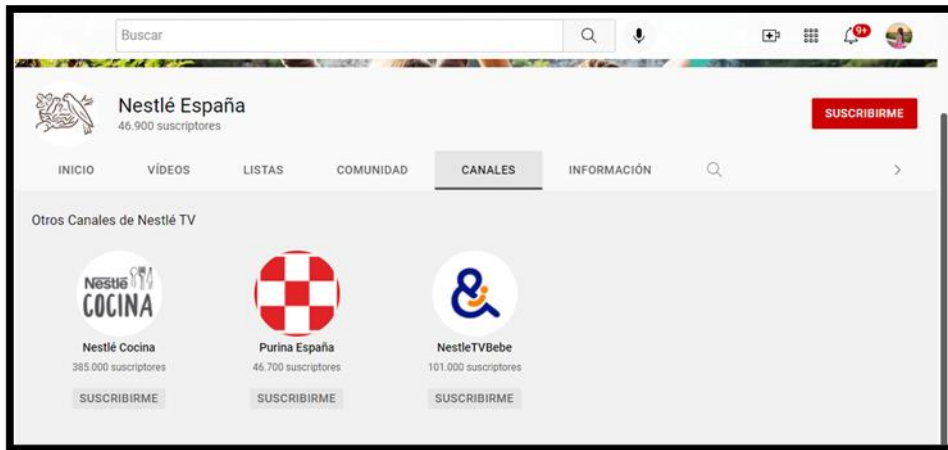 Buscar
9+
Nestlé España
46.900 suscriptores
SUSCRIBIRME
INICIO VÍDEOS LISTAS COMUNIDAD CANALES INFORMACIÓN
Otros Canales de Nestlé TV
Nestlé
COCINA
Nestlé Cocina Purina España NestleTVBebe
385.000 suscriptores 46.700 suscriptores 101.000 suscriptores
SUSCRIBIRME SUSCRIBIRME SUSCRIBIRME